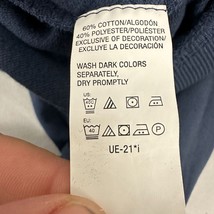 60% COTTON/ALGODÓN
40% POLYESTER/POLIÉSTER
EXCLUSIVE OF DECORATION/
EXCLUYE LA DECORACIÓN
WASH DARK COLORS
SEPARATELY,
DRY PROMPTLY
US:
EU:
40
P
UE-21*i